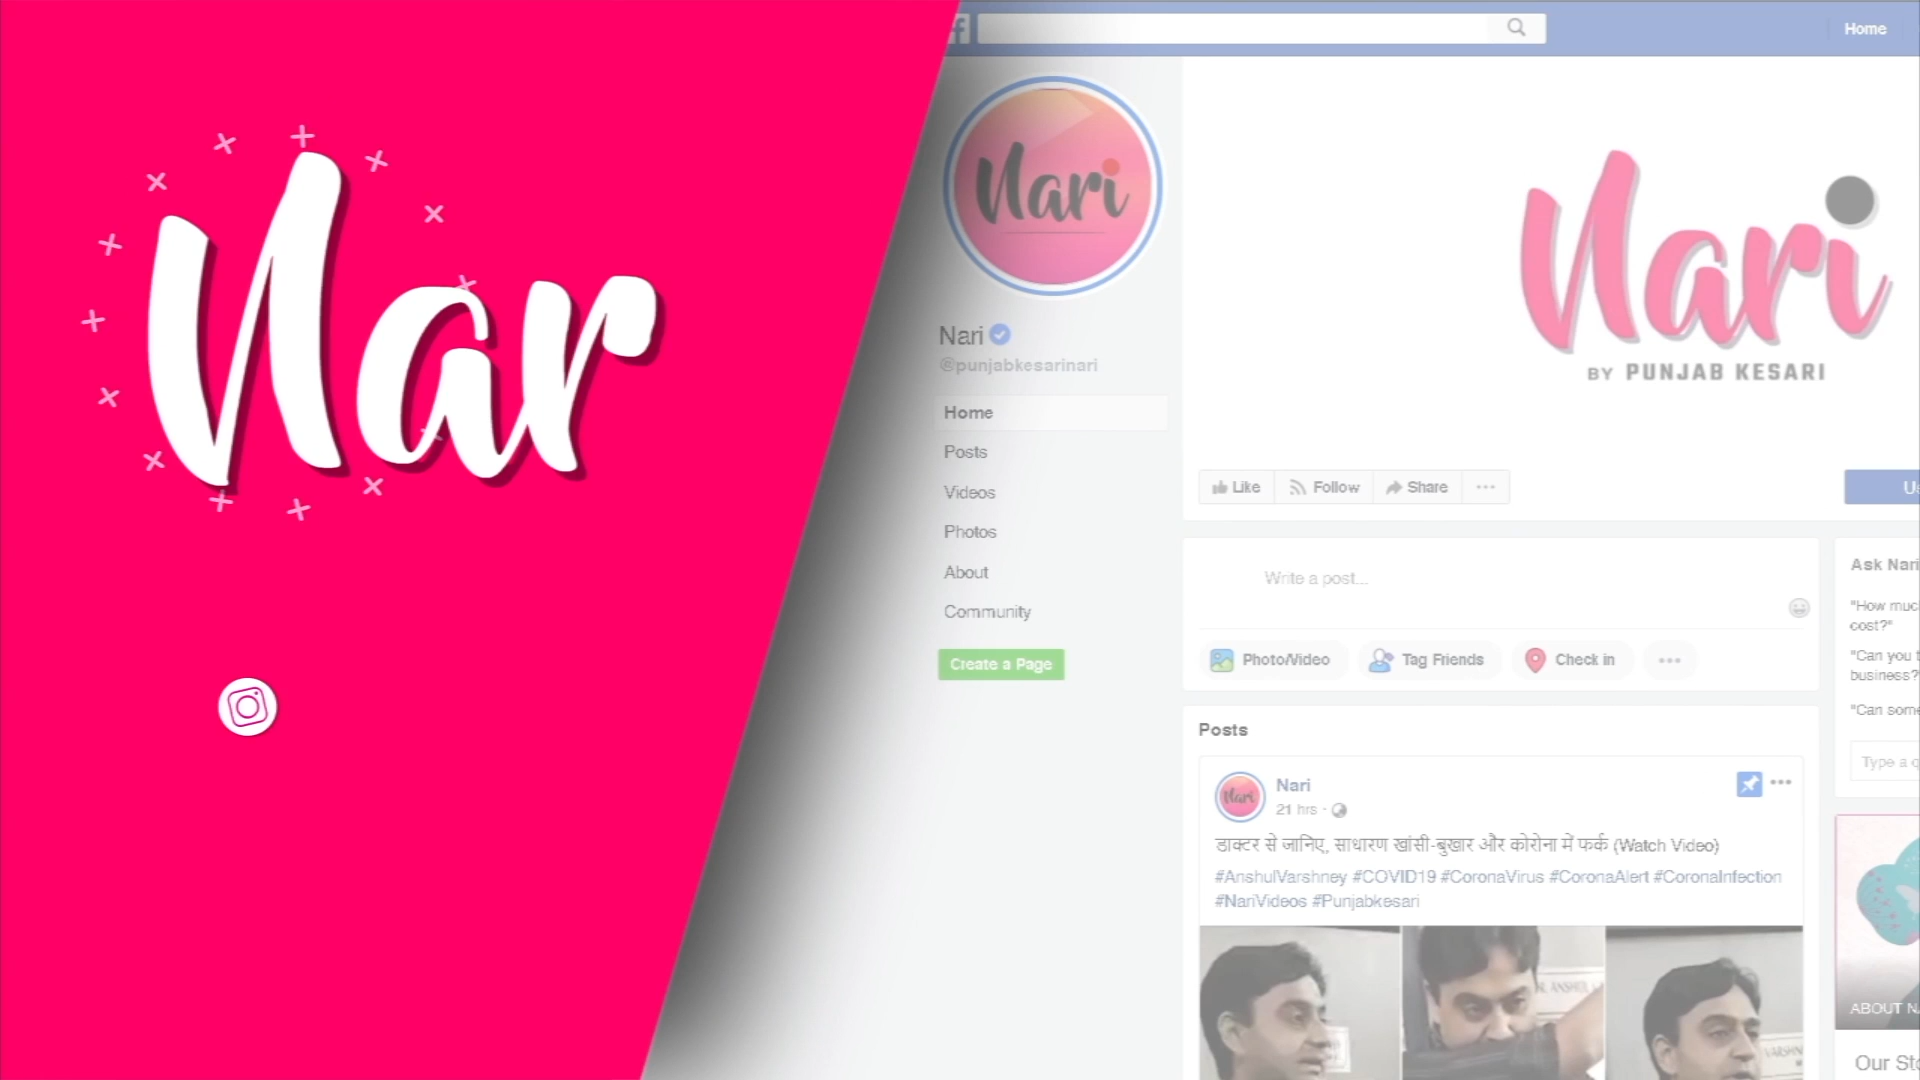 Nar
Home
Nari
Nari
BY PUNJAB KESARI
Nari
@punjabkesarinari
Home
Posts
Videos
Photos
About
Community
Create a Page
Like
Follow
Share
Write a post...
Photo/Video
Tag Friends
Check in
Posts
Nari
Nari
21 hrs
डाक्टर से जानिए, साधारण खांसी-बुखार और कोरोना में फर्क (Watch Video)
#AnshulVarshney #COVID19 #CoronaVirus #CoronaAlert #CoronaInfection
#NariVideos #Punjabkesari
Ask Nari
"How muc
cost?"
"Can you
business?
"Can some
Type a q
ABOUT N
Our Sto